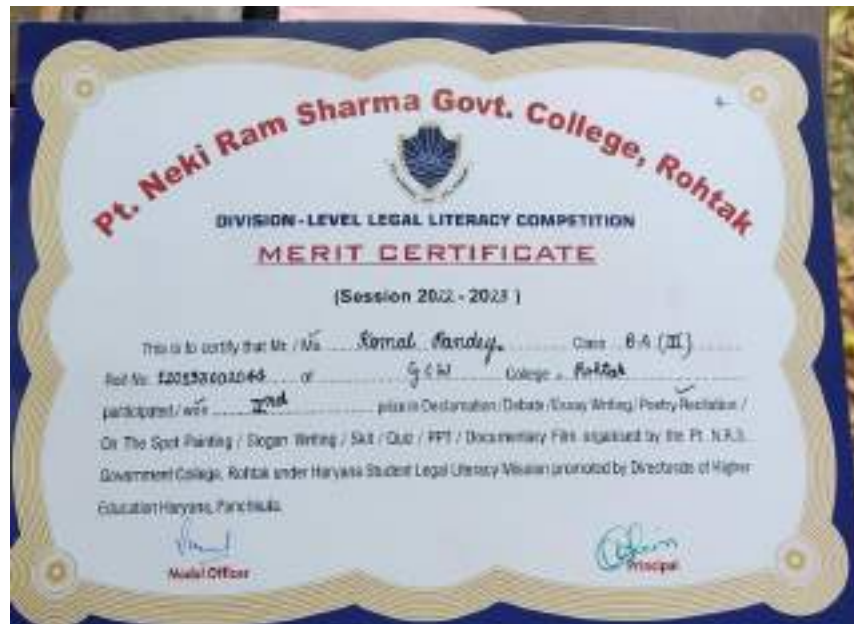 Pt. Neki Ram Sharma Govt. College, Rohtak
DIVISION-LEVEL LEGAL LITERACY COMPETITION
MERIT CERTIFICATE
(Session 2022 - 2023)
This is to certify that Mr. / Ms. Komal Pandey Class B.A (III)
Roll No. of GCW College Rohtak
participated / won IInd prize in Declamation / Debate / Essay Writing / Poetry Recitation /
On The Spot Painting / Slogan Writing / Skit / Quiz / PPT / Documentary Film organised by the Pt. N.R.S.
Government College, Rohtak under Haryana Student Legal Literacy Mission promoted by Directorate of Higher
Education Haryana, Panchkula.
Nodal Officer
Principal